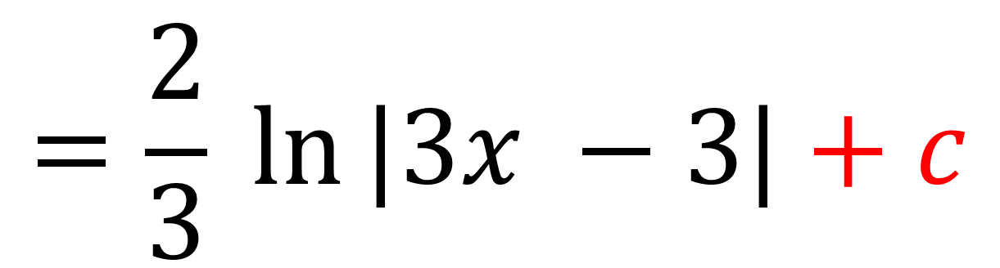 = 2/3 ln |3x − 3| + c